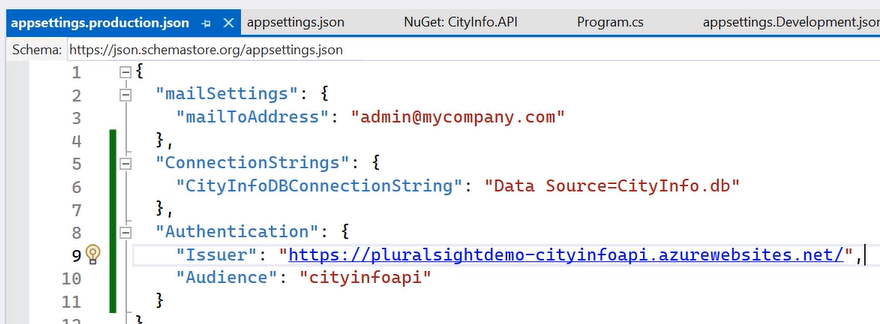 appsettings.production.json appsettings.json NuGet: CityInfo.API Program.cs appsettings.Development.json
Schema: https://json.schemastore.org/appsettings.json
1 {
2 "mailSettings": {
3 "mailToAddress": "admin@mycompany.com"
4 },
5 "ConnectionStrings": {
6 "CityInfoDBConnectionString": "Data Source=CityInfo.db"
7 },
8 "Authentication": {
9 "Issuer": "https://pluralsightdemo-cityinfoapi.azurewebsites.net/",
10 "Audience": "cityinfoapi"
11 }
12 }